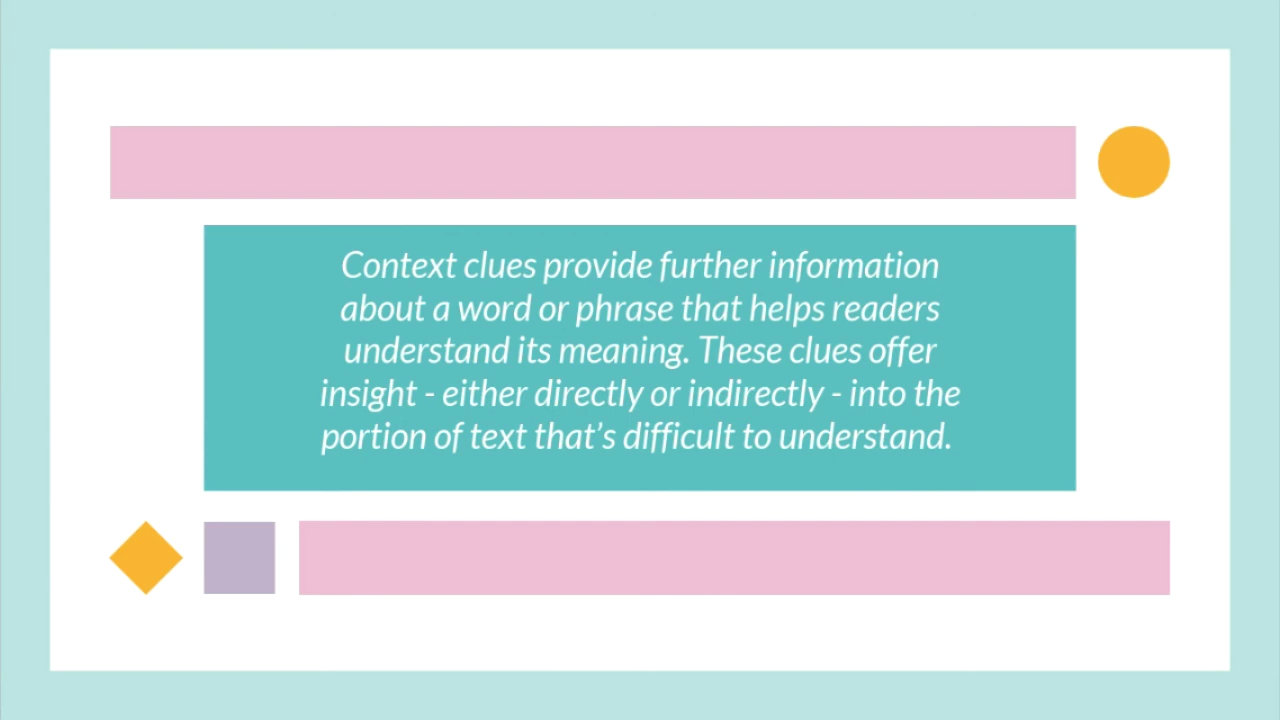 Context clues provide further information
about a word or phrase that helps readers
understand its meaning. These clues offer
insight - either directly or indirectly - into the
portion of text that’s difficult to understand.